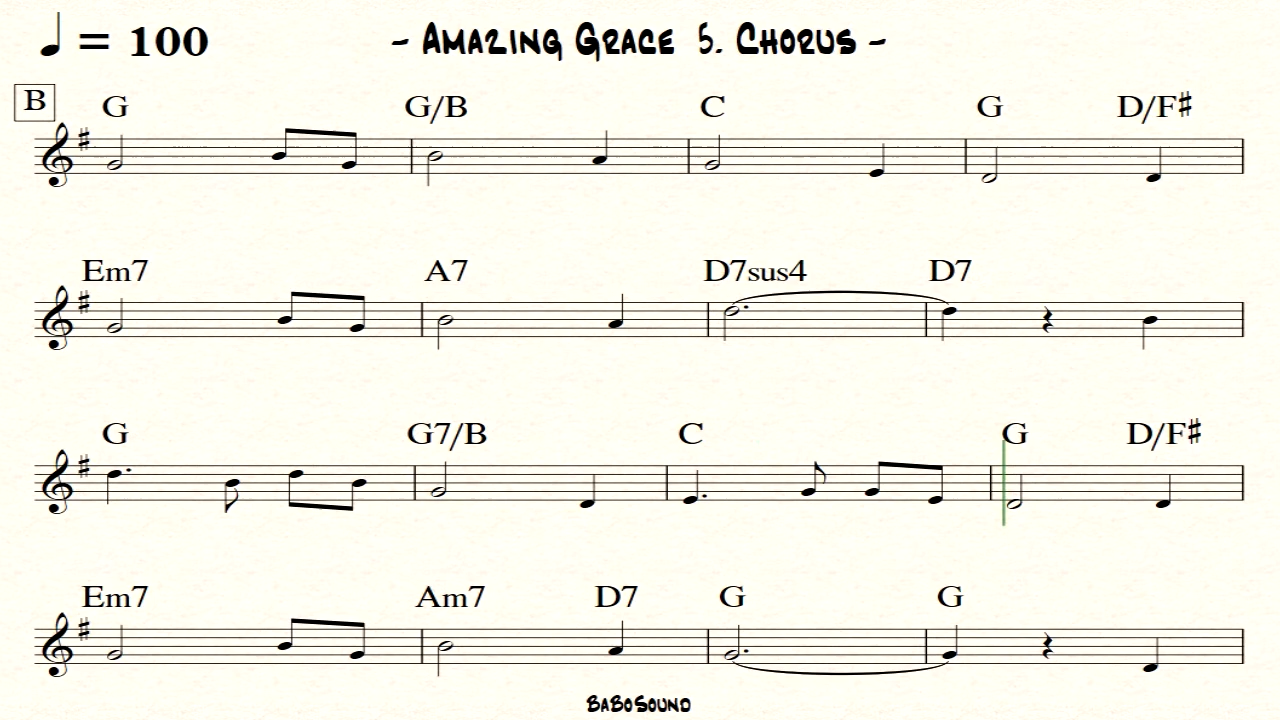 ♩ = 100
- Amazing Grace 5. Chorus -
B
G G/B C G D/F♯
Em7 A7 D7sus4 D7
G G7/B C G D/F♯
Em7 Am7 D7 G G
BaBoSound